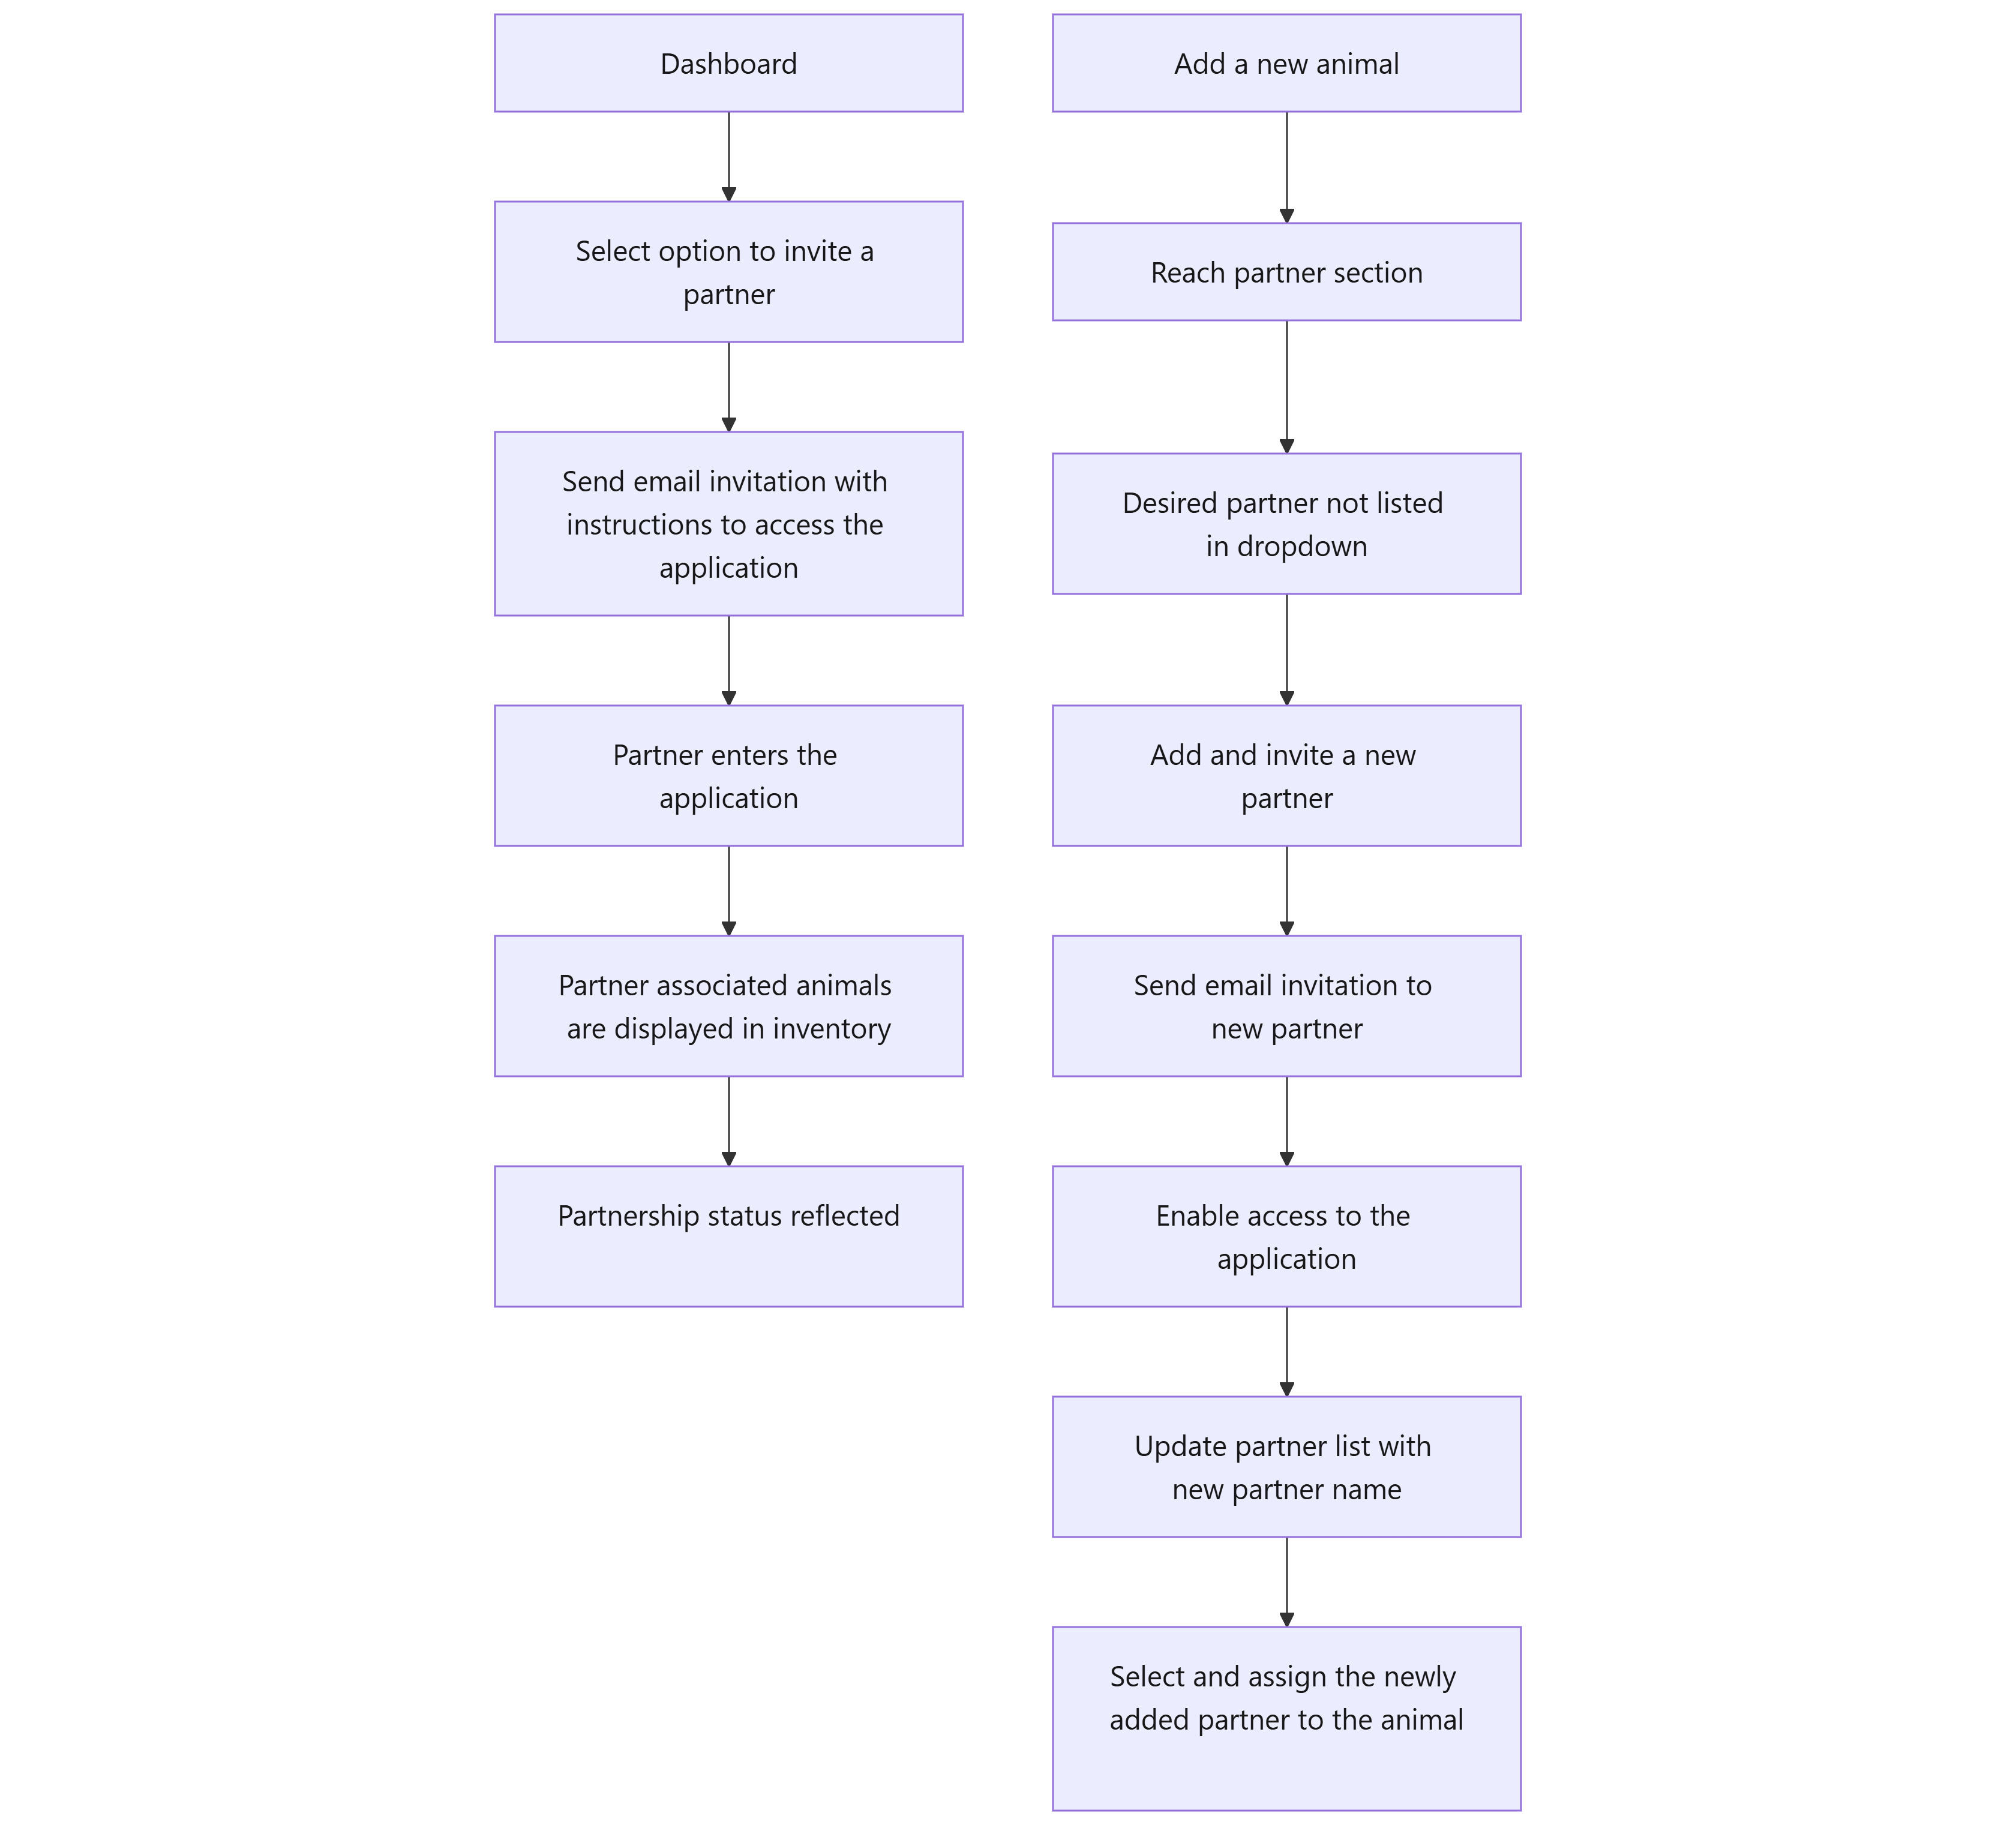 Dashboard
Select option to invite a
partner
Send email invitation with
instructions to access the
application
Partner enters the
application
Partner associated animals
are displayed in inventory
Partnership status reflected
Add a new animal
Reach partner section
Desired partner not listed
in dropdown
Add and invite a new
partner
Send email invitation to
new partner
Enable access to the
application
Update partner list with
new partner name
Select and assign the newly
added partner to the animal